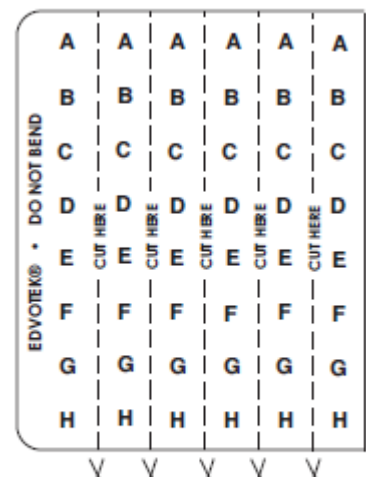 A A A A A A
B B B B B B
C C C C C C
D D D D D D
E E E E E E
F F F F F F
G G G G G G
H H H H H H
EDVOTEK® • DO NOT BEND
CUT HERE
CUT HERE
CUT HERE
CUT HERE
CUT HERE